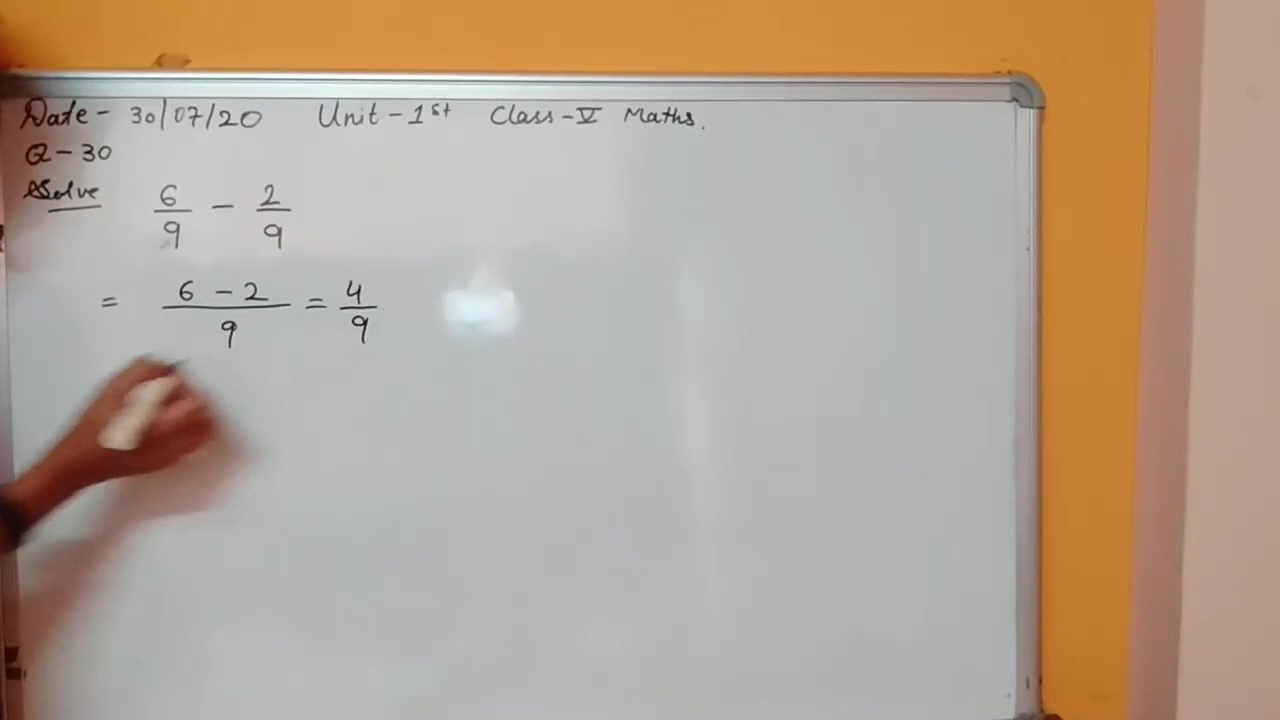 Date - 30/07/20 Unit - 1st Class - V Maths.
Q - 30
Solve 6/9 - 2/9
= 6 - 2/9 = 4/9